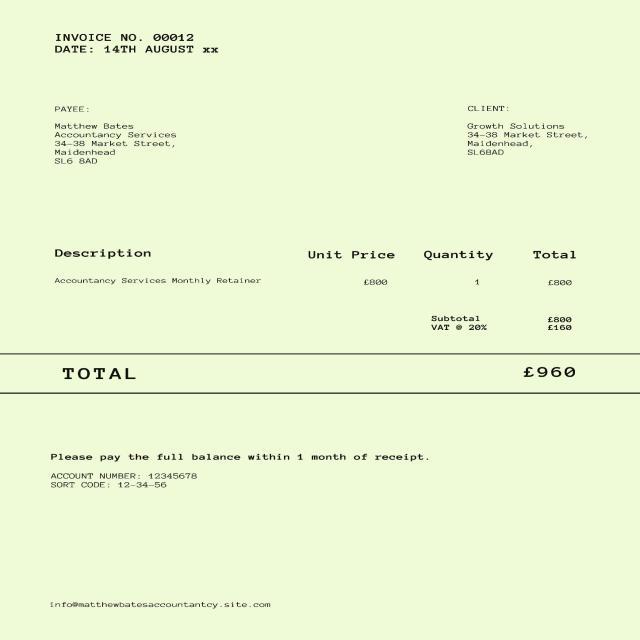 INVOICE NO. 00012
DATE: 14TH AUGUST xx
PAYEE:
Matthew Bates
Accountancy Services
34-38 Market Street,
Maidenhead
SL6 8AD
CLIENT:
Growth Solutions
34-38 Market Street,
Maidenhead,
SL68AD
Description Unit Price Quantity Total
Accountancy Services Monthly Retainer £800 1 £800
Subtotal £800
VAT @ 20% £160
TOTAL £960
Please pay the full balance within 1 month of receipt.
ACCOUNT NUMBER: 12345678
SORT CODE: 12-34-56
info@matthewbatesaccountantcy.site.com